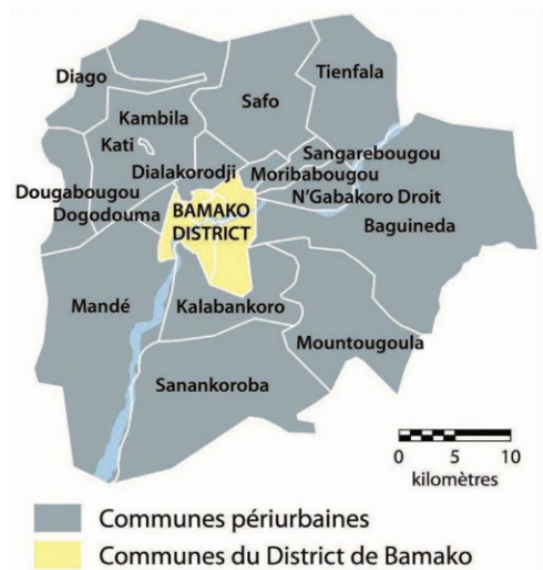 Diago
Tienfala
Safo
Kambila
Kati
Sangarebougou
Dialakorodji
Moribabougou
Dougabougou
N'Gabakoro Droit
Dogodouma
BAMAKO
DISTRICT
Baguineda
Mandé
Kalabankoro
Mountougoula
Sanankoroba
0 5 10
kilomètres
Communes périurbaines
Communes du District de Bamako